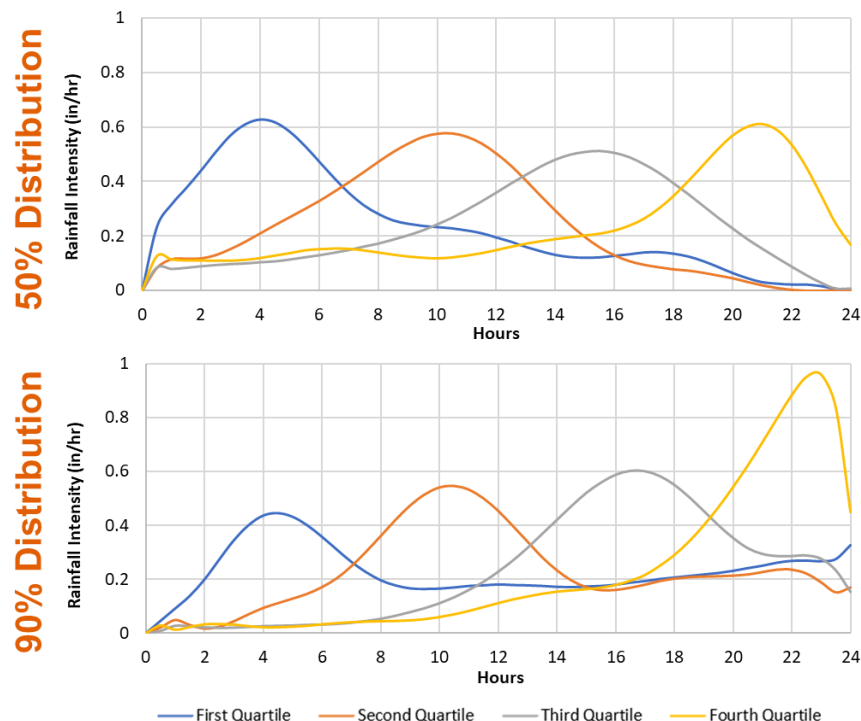 50% Distribution
Rainfall Intensity (in/hr)
1
0.8
0.6
0.4
0.2
0
0 2 4 6 8 10 12 14 16 18 20 22 24
Hours
90% Distribution
Rainfall Intensity (in/hr)
1
0.8
0.6
0.4
0.2
0
0 2 4 6 8 10 12 14 16 18 20 22 24
Hours
First Quartile Second Quartile Third Quartile Fourth Quartile